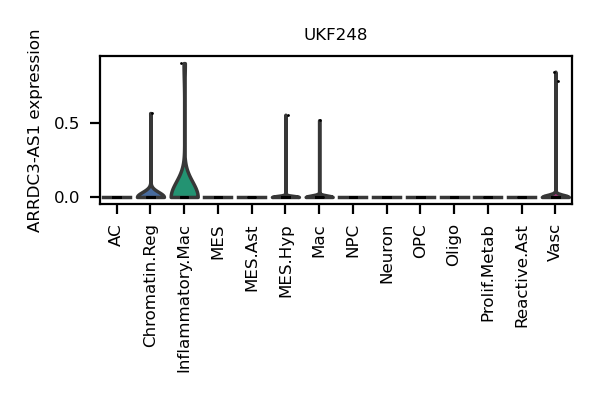 UKF248
ARRDC3-AS1 expression
0.5
0.0
AC
Chromatin.Reg
Inflammatory.Mac
MES
MES.Ast
MES.Hyp
Mac
NPC
Neuron
OPC
Oligo
Prolif.Metab
Reactive.Ast
Vasc